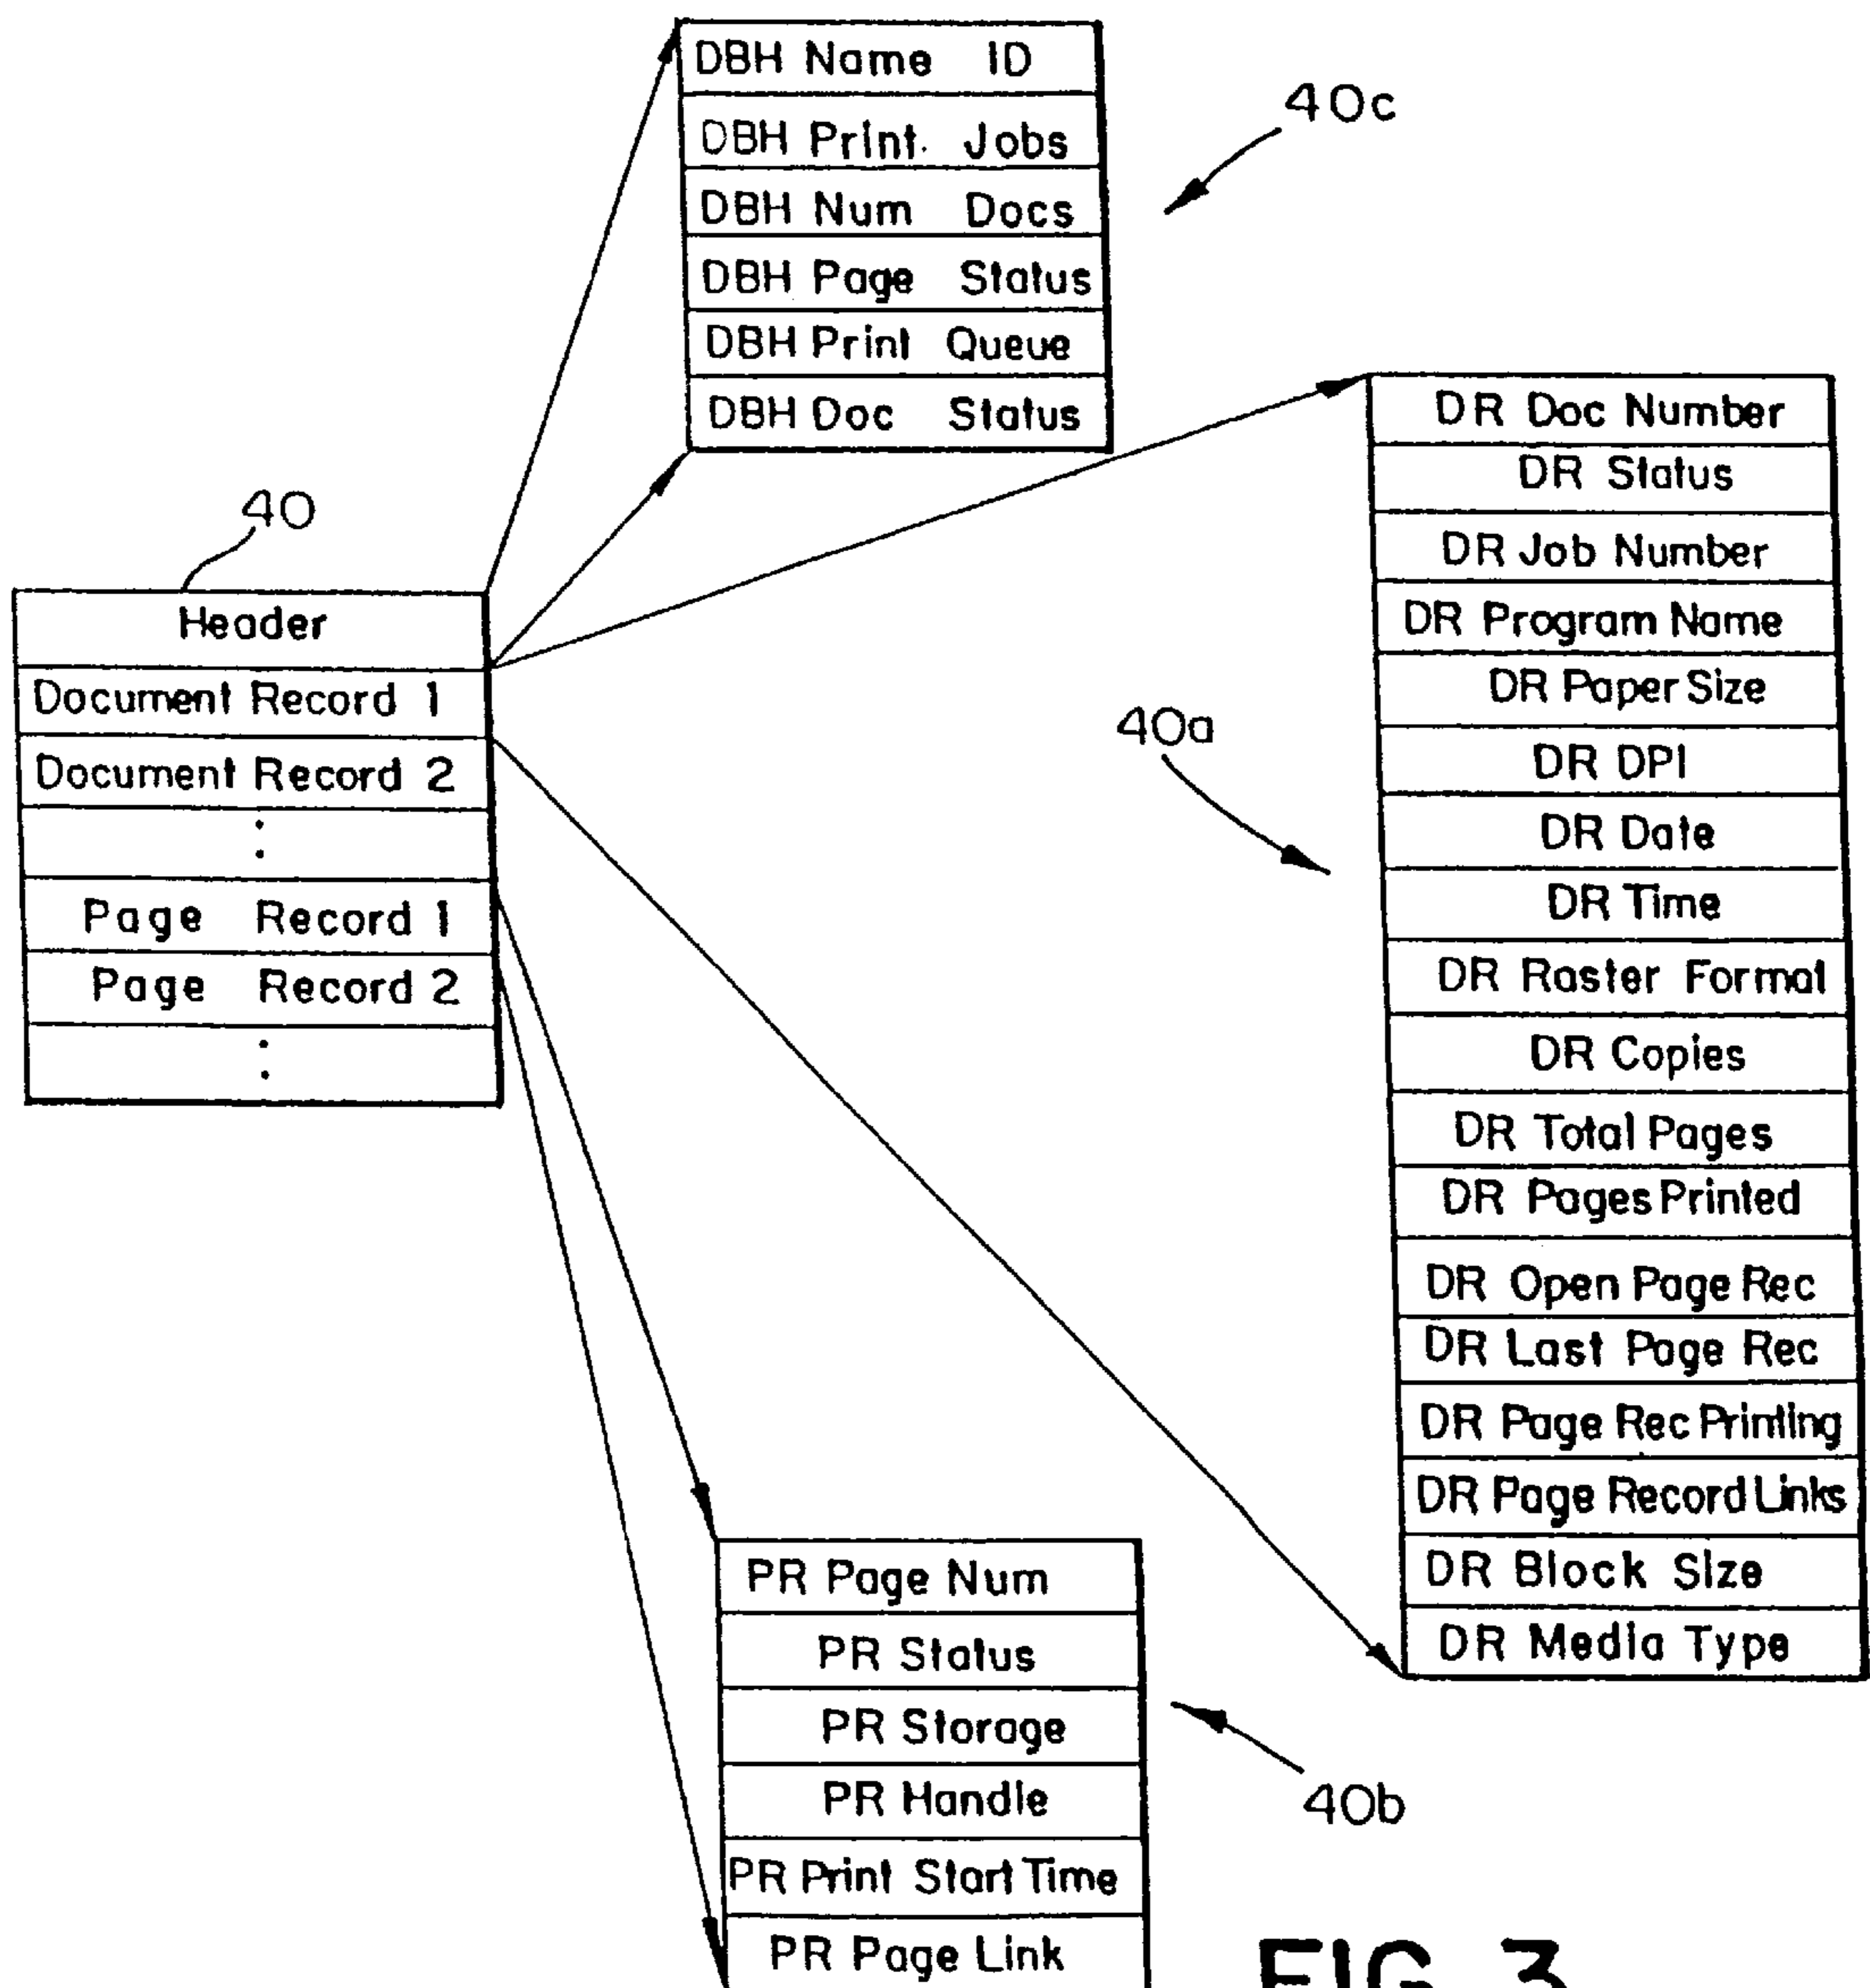 DBH Name ID
DBH Print Jobs
DBH Num Docs
DBH Page Status
DBH Print Queue
DBH Doc Status
40c
40
Header
Document Record 1
Document Record 2
:
Page Record 1
Page Record 2
:
40a
DR Doc Number
DR Status
DR Job Number
DR Program Name
DR Paper Size
DR DPI
DR Date
DR Time
DR Raster Format
DR Copies
DR Total Pages
DR Pages Printed
DR Open Page Rec
DR Last Page Rec
DR Page Rec Printing
DR Page Record Links
DR Block Size
DR Media Type
PR Page Num
PR Status
PR Storage
PR Handle
PR Print Start Time
PR Page Link
40b
FIG. 3